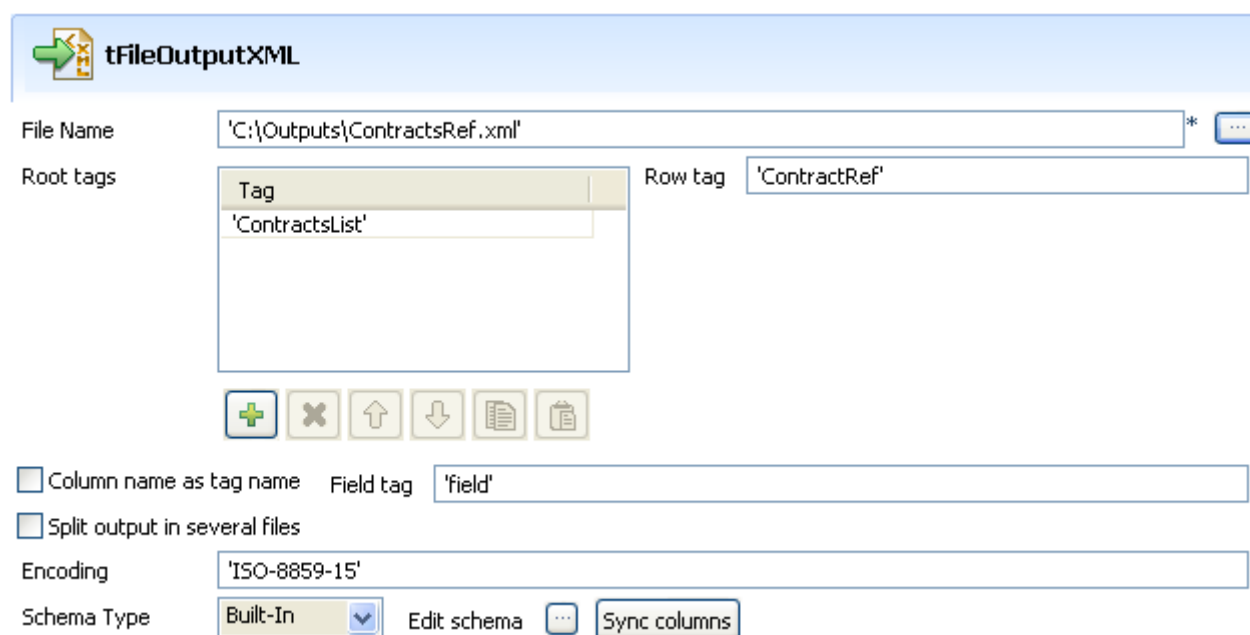 tFileOutputXML
File Name 'C:\Outputs\ContractsRef.xml' * ...
Root tags Tag Row tag 'ContractRef'
'ContractsList'
Column name as tag name Field tag 'field'
Split output in several files
Encoding 'ISO-8859-15'
Schema Type Built-In Edit schema ... Sync columns